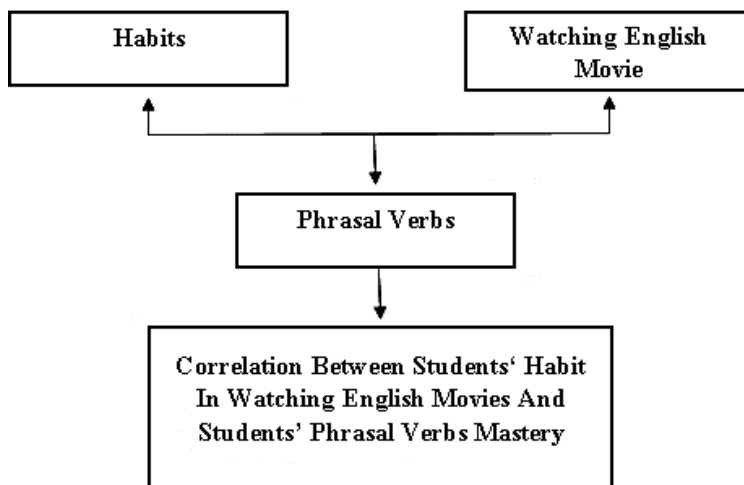 Habits
Watching English
Movie
Phrasal Verbs
Correlation Between Students‘ Habit
In Watching English Movies And
Students’ Phrasal Verbs Mastery